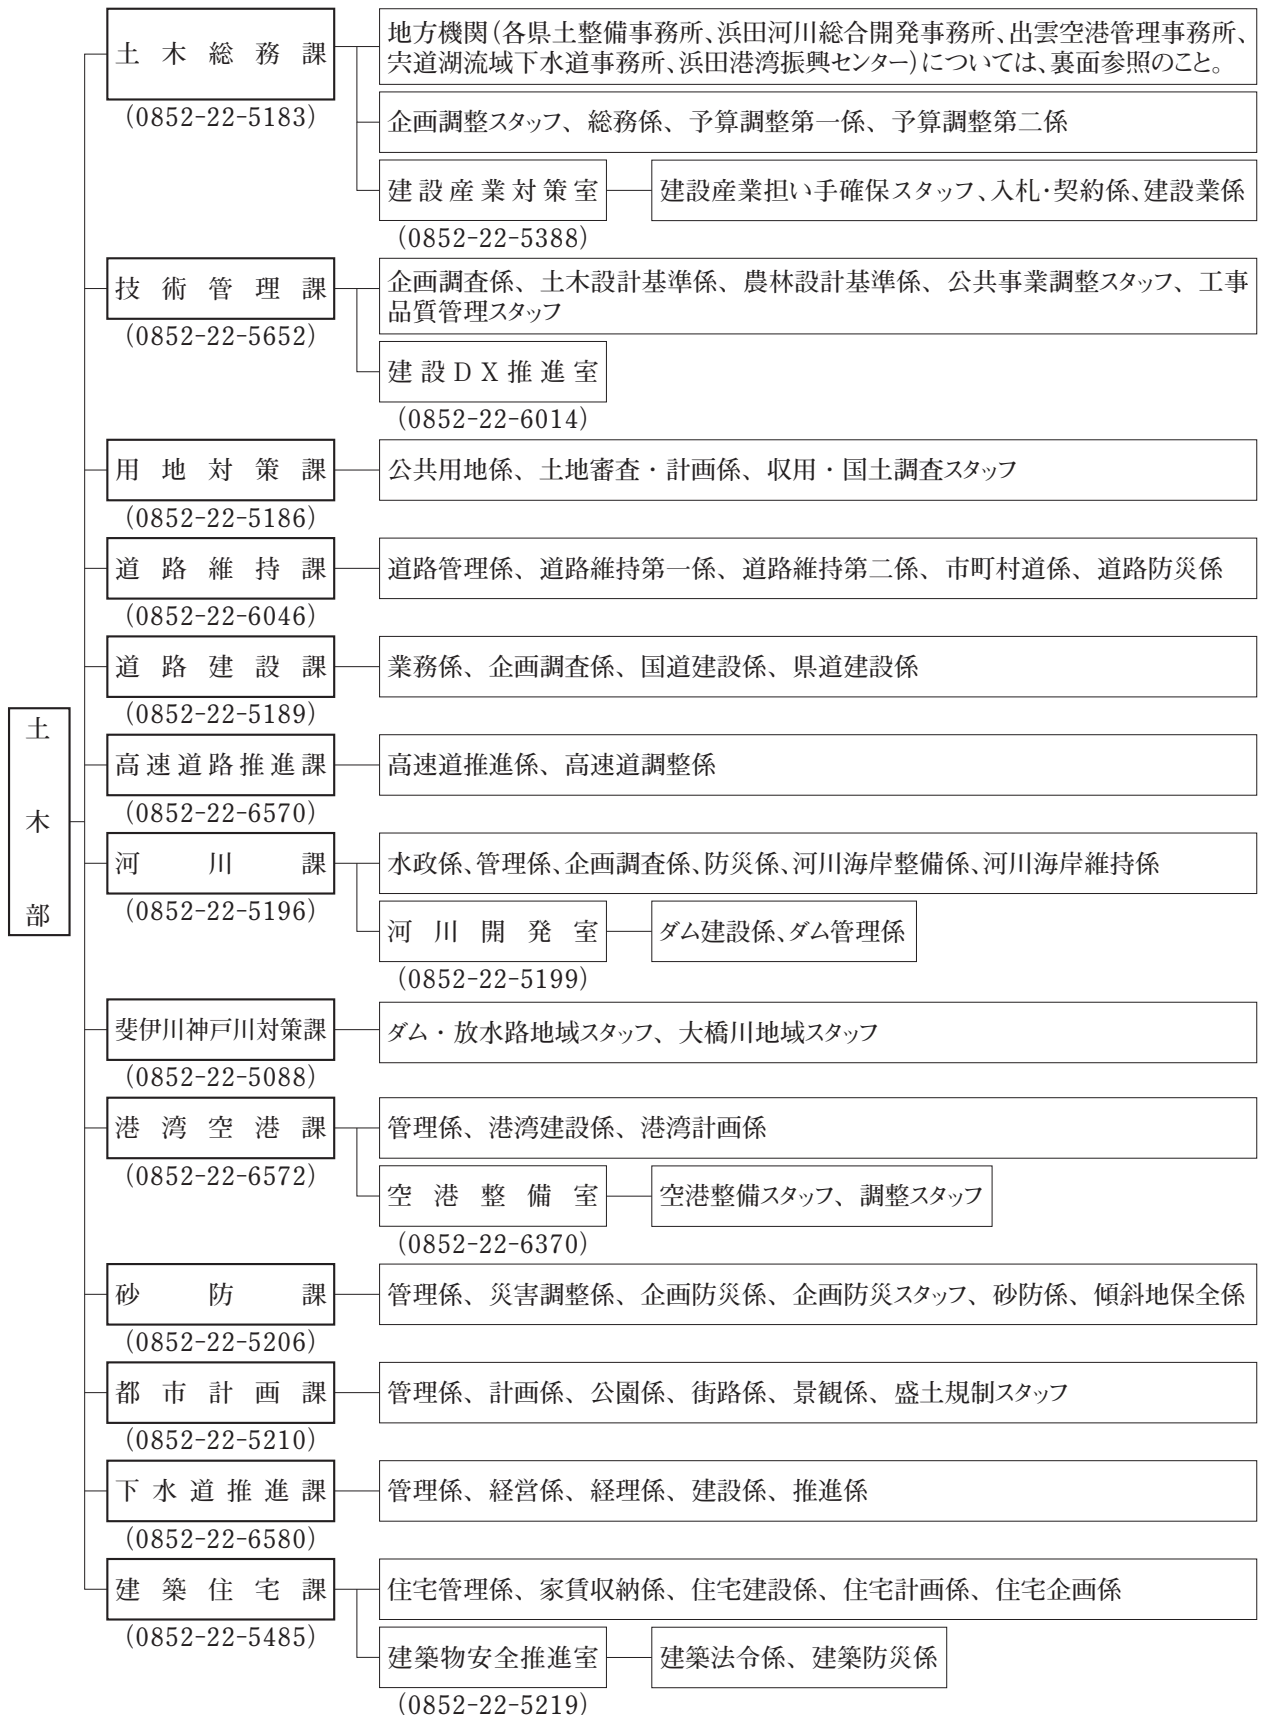 土木部
土木総務課
(0852-22-5183)
地方機関(各県土整備事務所、浜田河川総合開発事務所、出雲空港管理事務所、
宍道湖流域下水道事務所、浜田港湾振興センター)については、裏面参照のこと。
企画調整スタッフ、総務係、予算調整第一係、予算調整第二係
建設産業対策室
(0852-22-5388)
建設産業担い手確保スタッフ、入札・契約係、建設業係
技術管理課
(0852-22-5652)
企画調査係、土木設計基準係、農林設計基準係、公共事業調整スタッフ、工事
品質管理スタッフ
建設DX推進室
(0852-22-6014)
用地対策課
(0852-22-5186)
公共用地係、土地審査・計画係、収用・国土調査スタッフ
道路維持課
(0852-22-6046)
道路管理係、道路維持第一係、道路維持第二係、市町村道係、道路防災係
道路建設課
(0852-22-5189)
業務係、企画調査係、国道建設係、県道建設係
高速道路推進課
(0852-22-6570)
高速道推進係、高速道調整係
河川課
(0852-22-5196)
水政係、管理係、企画調査係、防災係、河川海岸整備係、河川海岸維持係
河川開発室
(0852-22-5199)
ダム建設係、ダム管理係
斐伊川神戸川対策課
(0852-22-5088)
ダム・放水路地域スタッフ、大橋川地域スタッフ
港湾空港課
(0852-22-6572)
管理係、港湾建設係、港湾計画係
空港整備室
(0852-22-6370)
空港整備スタッフ、調整スタッフ
砂防課
(0852-22-5206)
管理係、災害調整係、企画防災係、企画防災スタッフ、砂防係、傾斜地保全係
都市計画課
(0852-22-5210)
管理係、計画係、公園係、街路係、景観係、盛土規制スタッフ
下水道推進課
(0852-22-6580)
管理係、経営係、経理係、建設係、推進係
建築住宅課
(0852-22-5485)
住宅管理係、家賃収納係、住宅建設係、住宅計画係、住宅企画係
建築物安全推進室
(0852-22-5219)
建築法令係、建築防災係